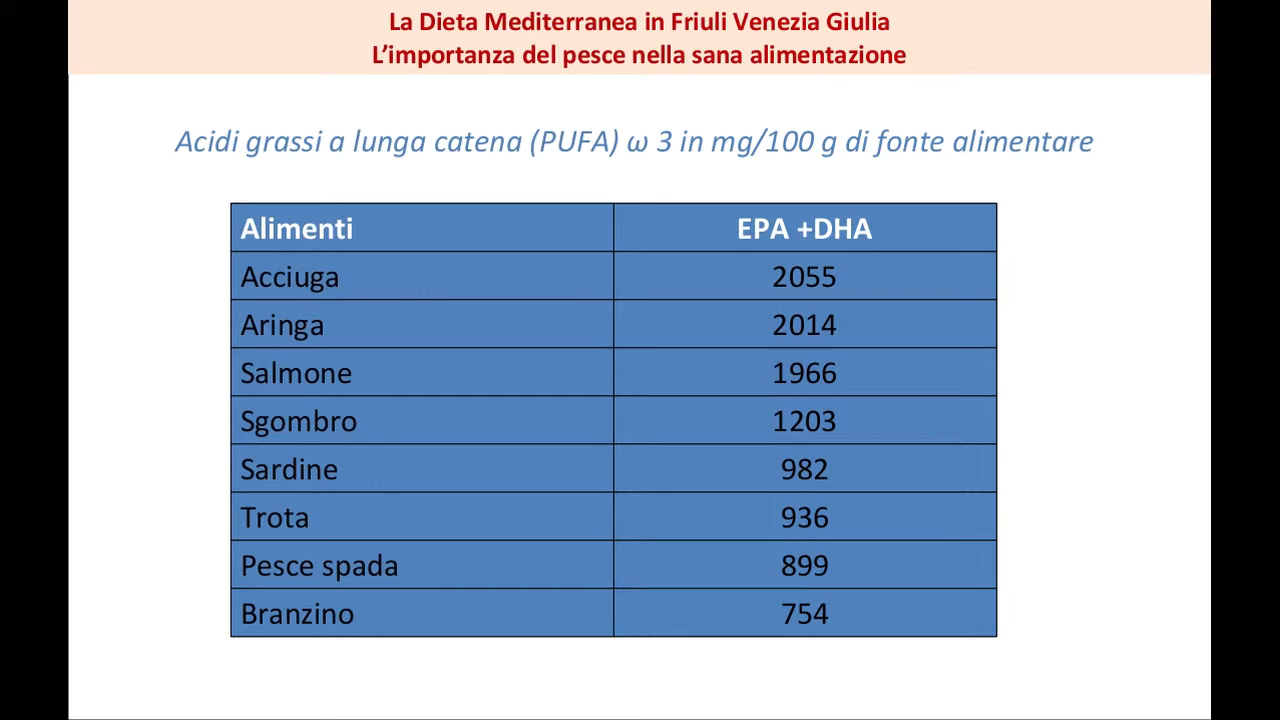 La Dieta Mediterranea in Friuli Venezia Giulia
L’importanza del pesce nella sana alimentazione
Acidi grassi a lunga catena (PUFA) ω 3 in mg/100 g di fonte alimentare
Alimenti EPA +DHA
Acciuga 2055
Aringa 2014
Salmone 1966
Sgombro 1203
Sardine 982
Trota 936
Pesce spada 899
Branzino 754